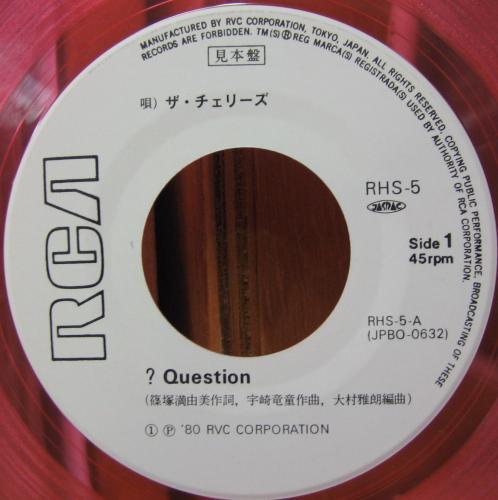 MANUFACTURED BY RVC CORPORATION, TOKYO, JAPAN. ALL RIGHTS RESERVED. COPYING PUBLIC PERFORMANCE, BROADCASTING OF THESE
RECORDS ARE FORBIDDEN. TM(S)®REG MARCA(S) REGISTRADA(S) USED BY AUTHORITY OF RCA CORPORATION.
見本盤
唄) ザ・チェリーズ
RCA
RHS-5
JASRAC
Side 1
45rpm
RHS-5-A
(JPBO-0632)
? Question
(篠塚満由美作詞, 宇崎竜童作曲, 大村雅朗編曲)
① ℗ '80 RVC CORPORATION